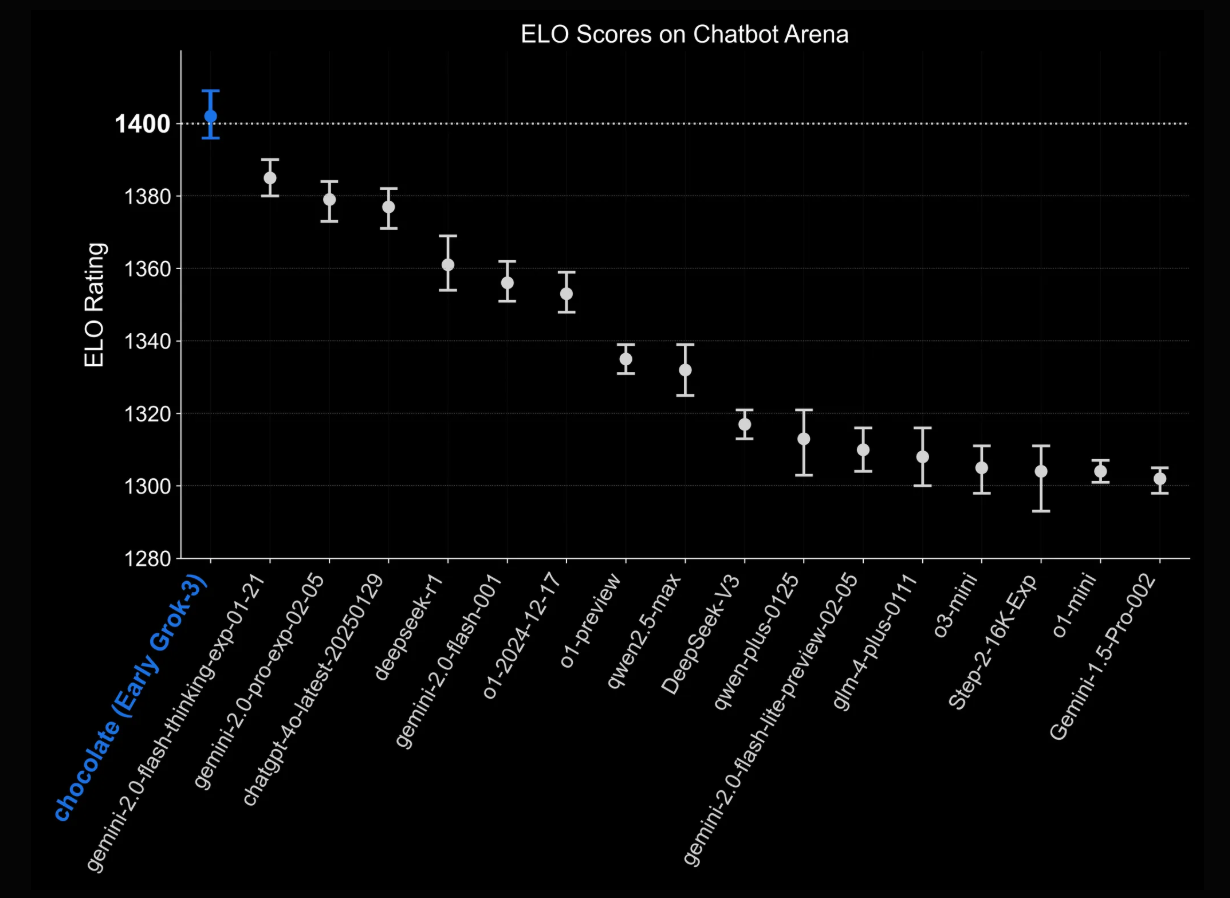 ELO Scores on Chatbot Arena
ELO Rating
1400
1380
1360
1340
1320
1300
1280
chocolate (Early Grok-3)
gemini-2.0-flash-thinking-exp-01-21
gemini-2.0-pro-exp-02-05
chatgpt-4o-latest-20250129
deepseek-r1
gemini-2.0-flash-001
o1-2024-12-17
o1-preview
qwen2.5-max
DeepSeek-V3
qwen-plus-0125
gemini-2.0-flash-lite-preview-02-05
glm-4-plus-0111
o3-mini
Step-2-16K-Exp
o1-mini
Gemini-1.5-Pro-002